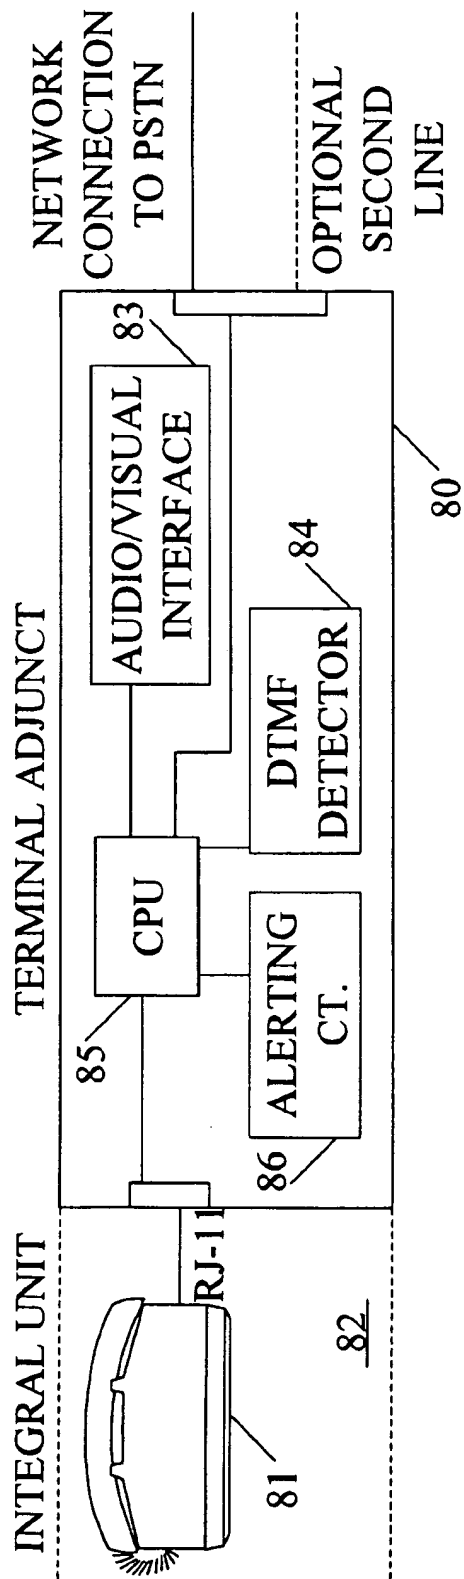 INTEGRAL UNIT
TERMINAL ADJUNCT
NETWORK
CONNECTION
TO PSTN
85
CPU
AUDIO/VISUAL
INTERFACE
83
RJ-11
81
82
86
ALERTING
CT.
DTMF
DETECTOR
84
80
OPTIONAL
SECOND
LINE